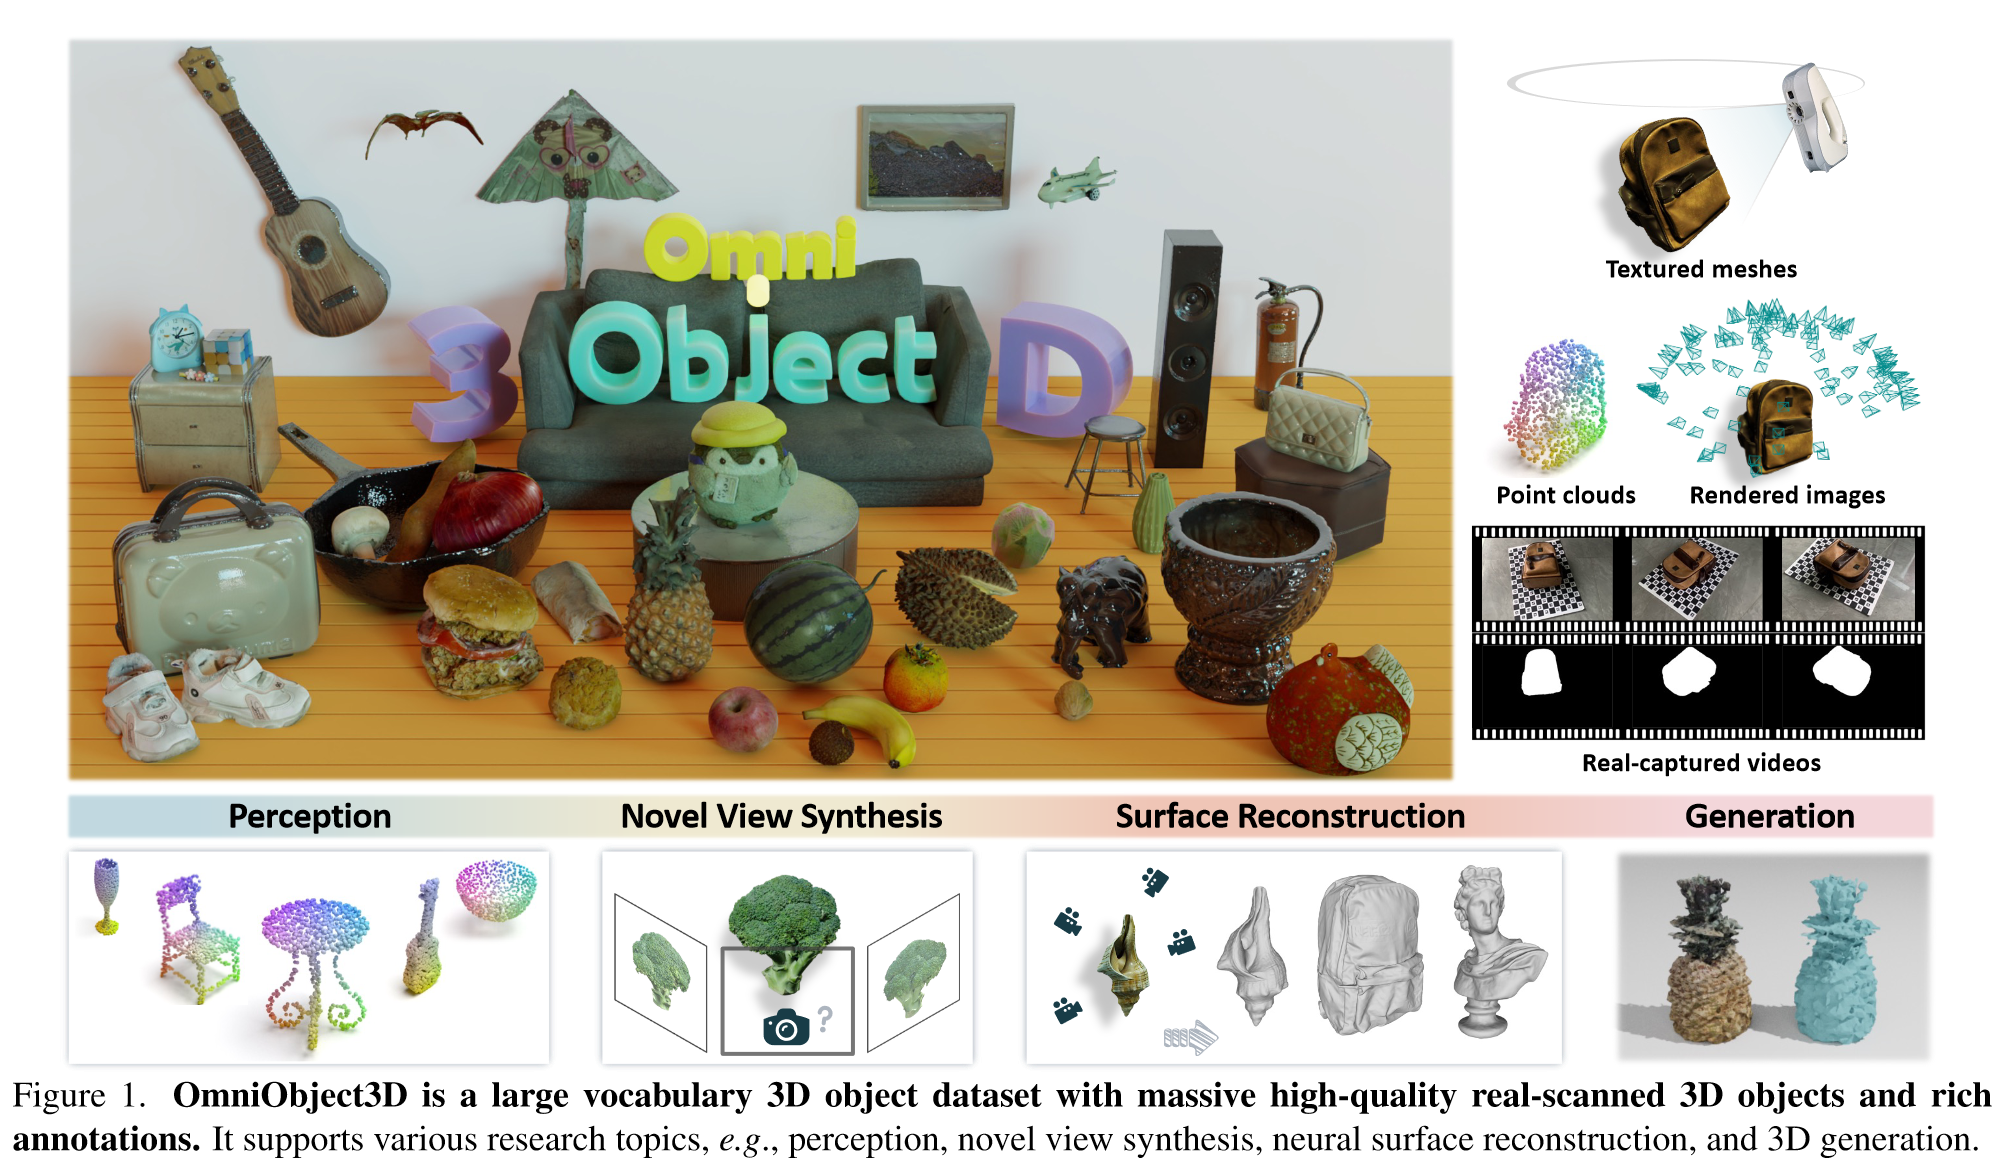 Omni
3 Object D
Textured meshes
Point clouds
Rendered images
Real-captured videos
Perception
Novel View Synthesis
Surface Reconstruction
Generation
?
Figure 1. OmniObject3D is a large vocabulary 3D object dataset with massive high-quality real-scanned 3D objects and rich
annotations. It supports various research topics, e.g., perception, novel view synthesis, neural surface reconstruction, and 3D generation.